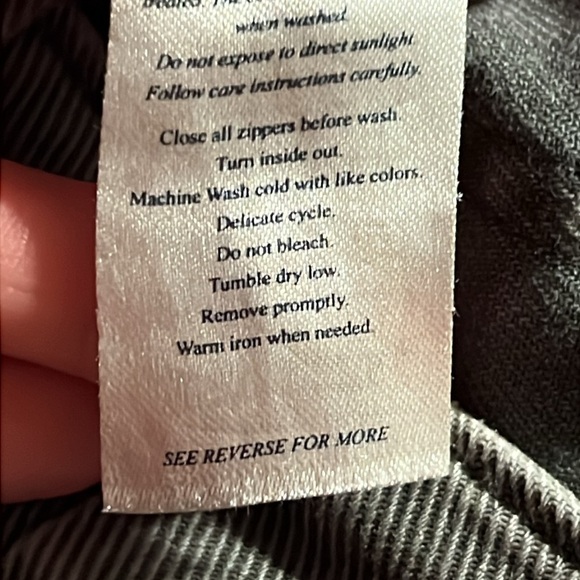 when washed
Do not expose to direct sunlight
Follow care instructions carefully.
Close all zippers before wash
Turn inside out.
Machine Wash cold with like colors.
Delicate cycle.
Do not bleach.
Tumble dry low.
Remove promptly.
Warm iron when needed.
SEE REVERSE FOR MORE